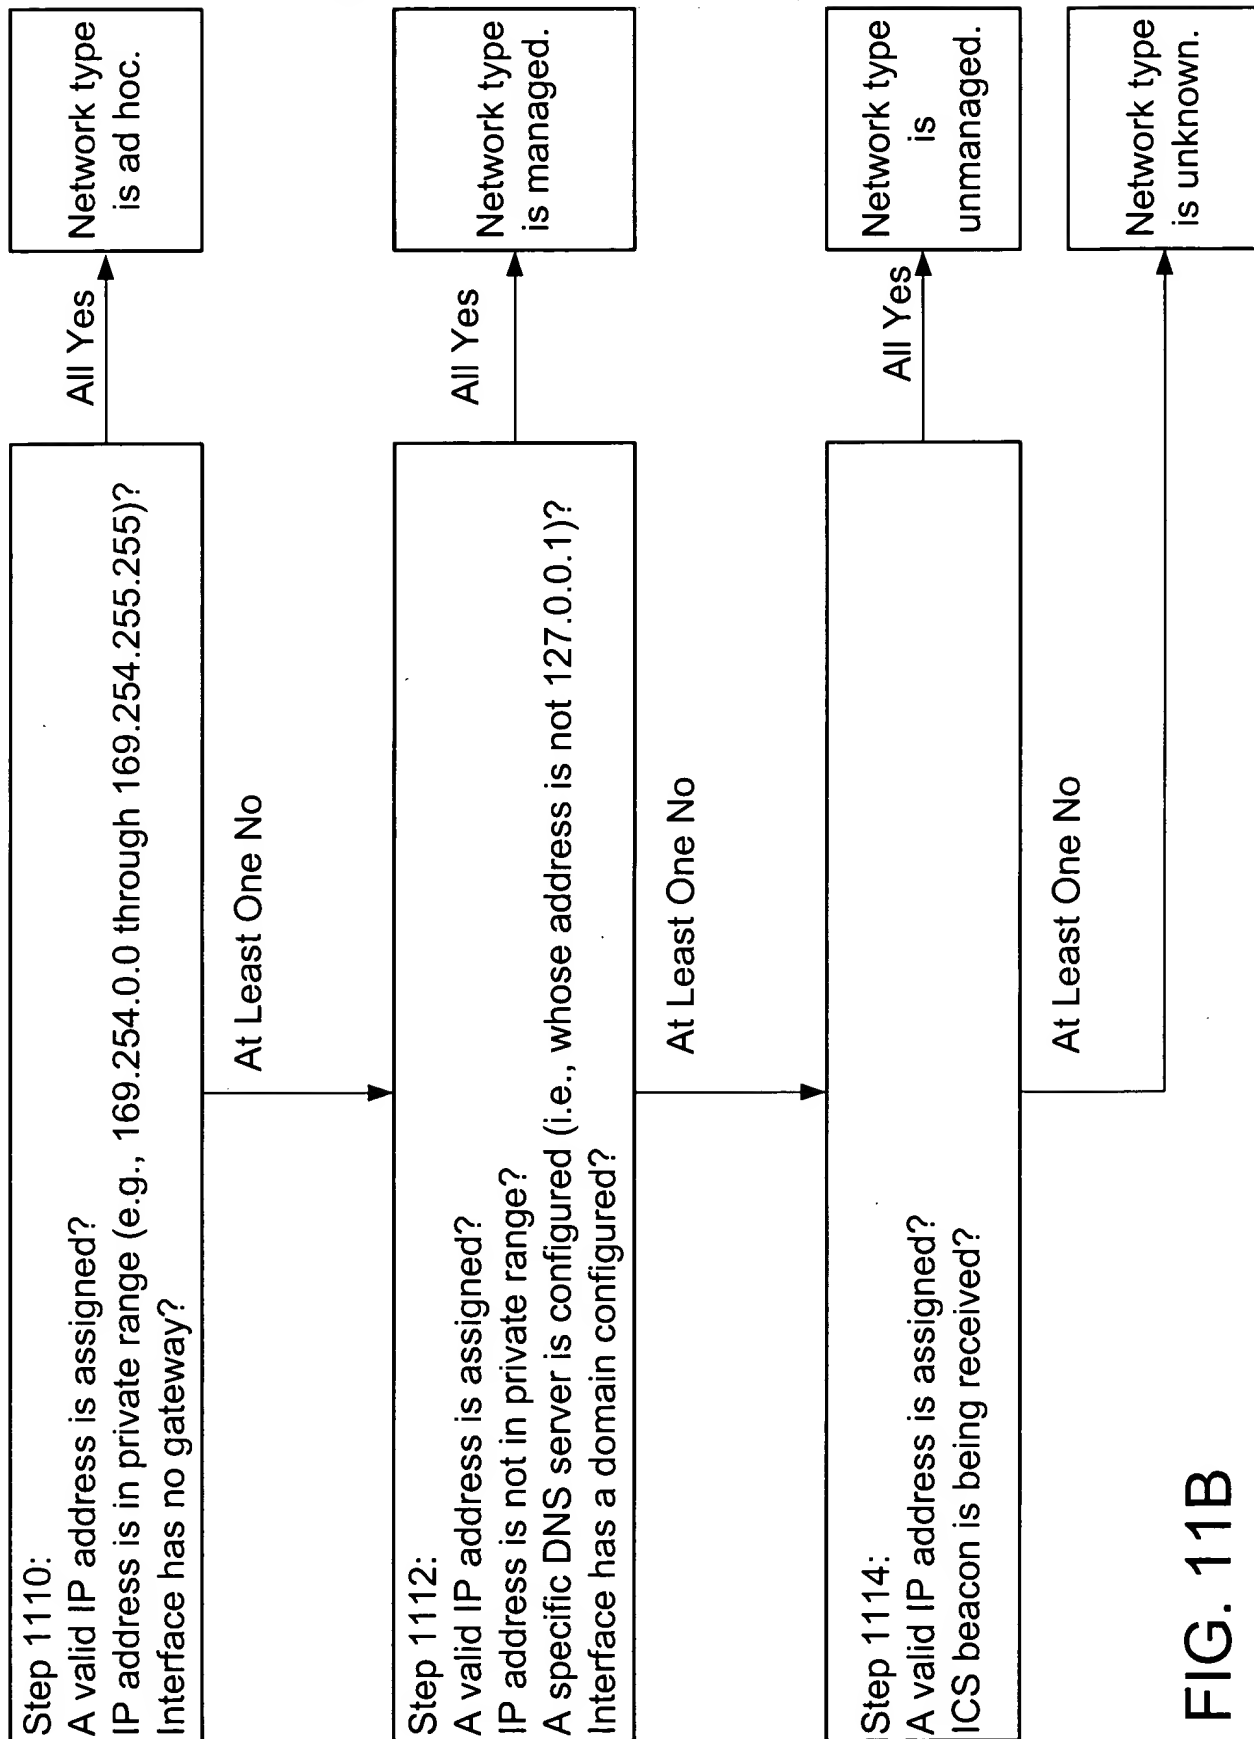 Step 1110:
A valid IP address is assigned?
IP address is in private range (e.g., 169.254.0.0 through 169.254.255.255)?
Interface has no gateway?
All Yes
Network type
is ad hoc.
At Least One No
Step 1112:
A valid IP address is assigned?
IP address is not in private range?
A specific DNS server is configured (i.e., whose address is not 127.0.0.1)?
Interface has a domain configured?
All Yes
Network type
is managed.
At Least One No
Step 1114:
A valid IP address is assigned?
ICS beacon is being received?
All Yes
Network type
is
unmanaged.
At Least One No
Network type
is unknown.
FIG. 11B